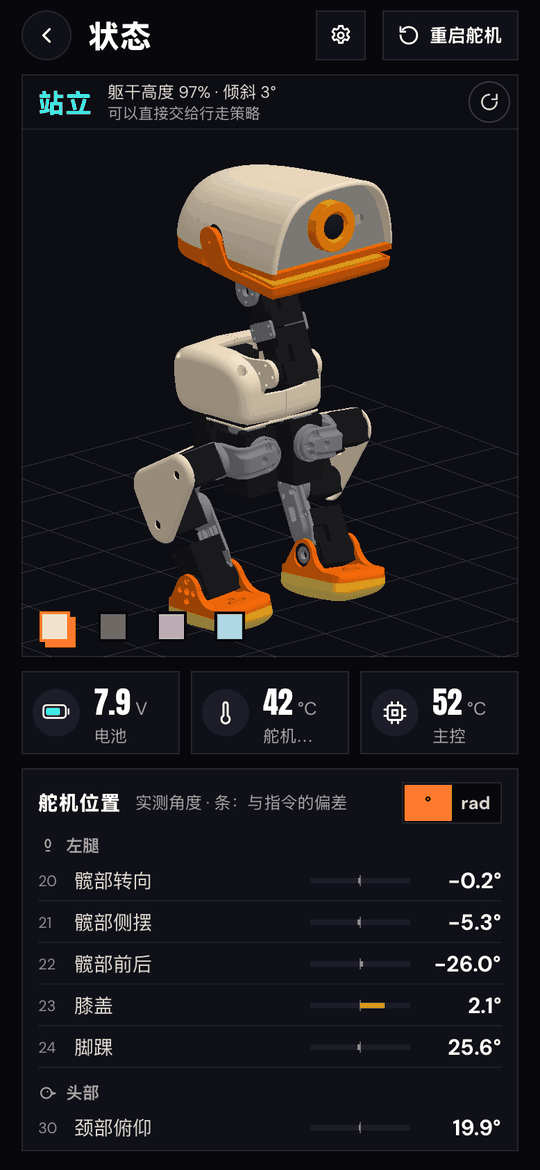 状态
重启舵机
站立
躯干高度 97% · 倾斜 3°
可以直接交给行走策略
7.9 V
电池
42 °C
舵机...
52 °C
主控
舵机位置 实测角度 · 条：与指令的偏差
° rad
左腿
20 髋部转向 −0.2°
21 髋部侧摆 −5.3°
22 髋部前后 −26.0°
23 膝盖 2.1°
24 脚踝 25.6°
头部
30 颈部俯仰 19.9°